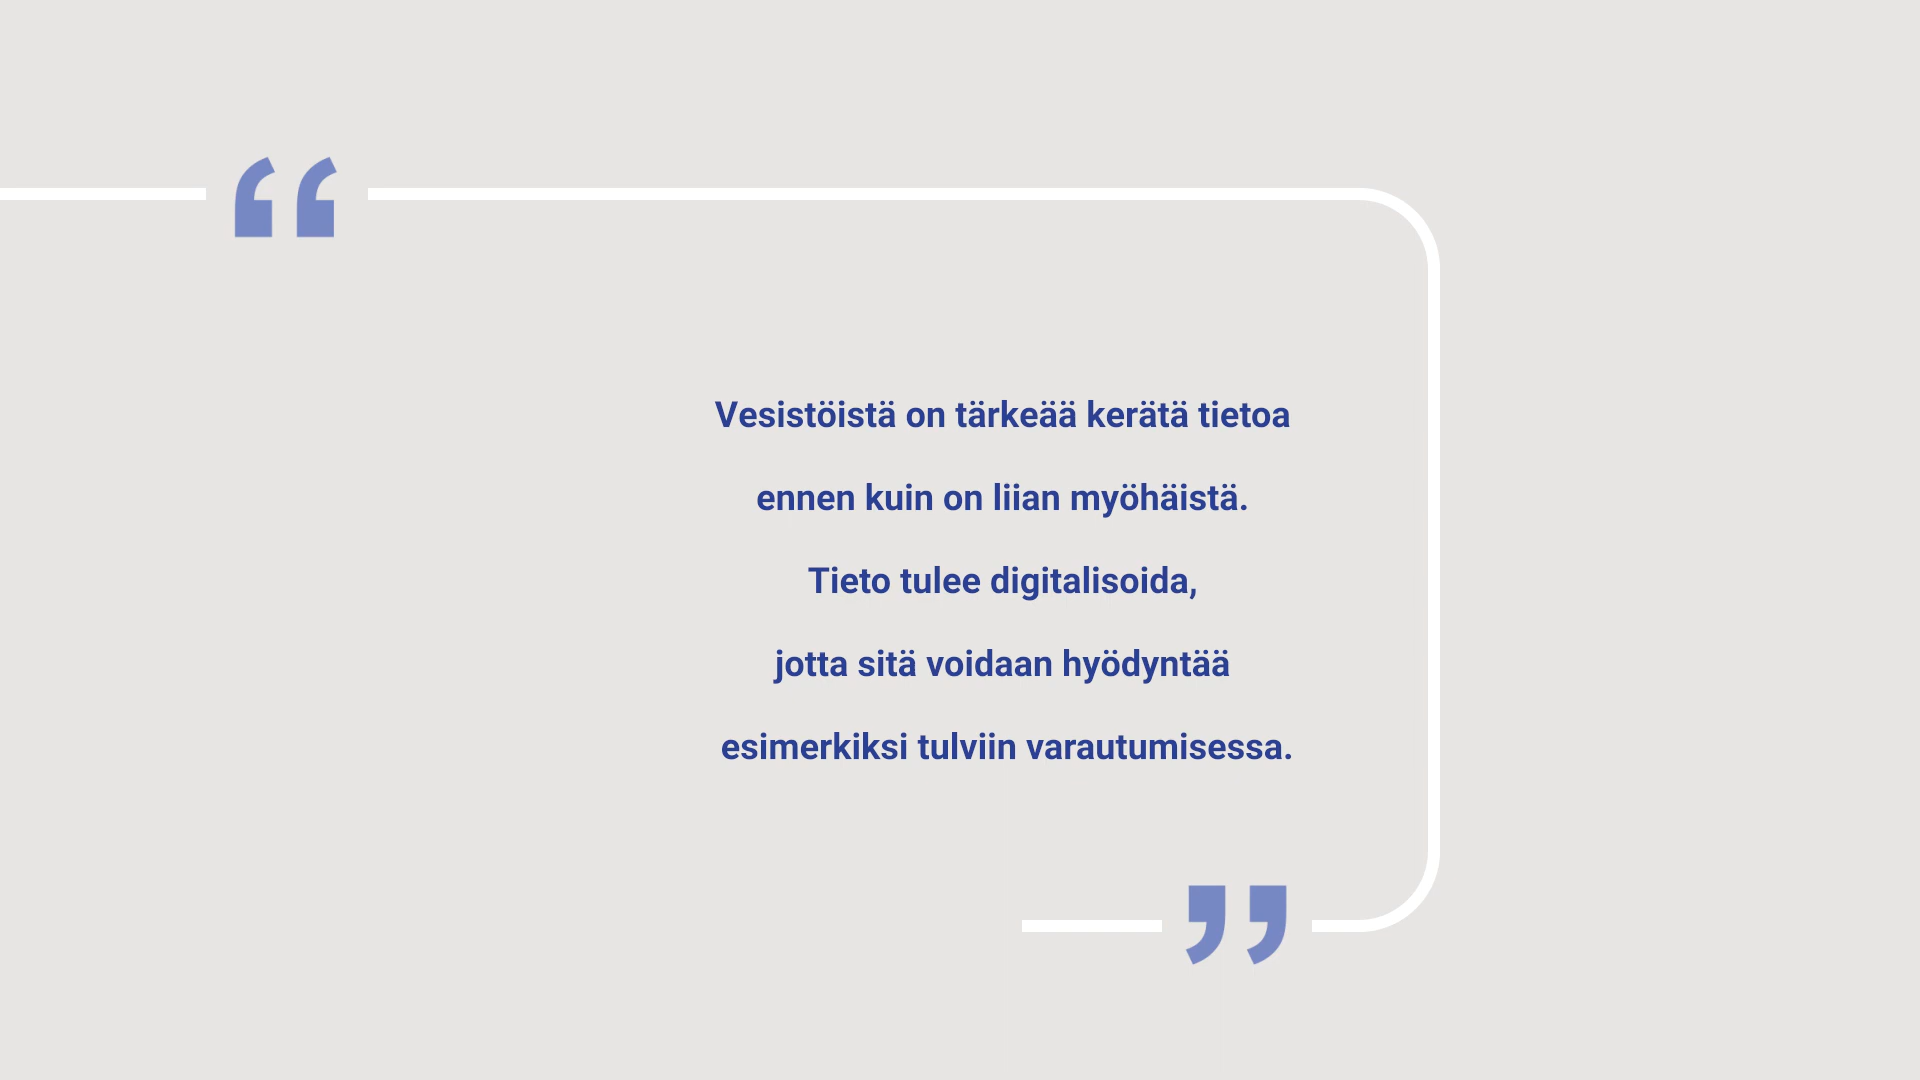 “
Vesistöistä on tärkeää kerätä tietoa
ennen kuin on liian myöhäistä.
Tieto tulee digitalisoida,
jotta sitä voidaan hyödyntää
esimerkiksi tulviin varautumisessa.
”